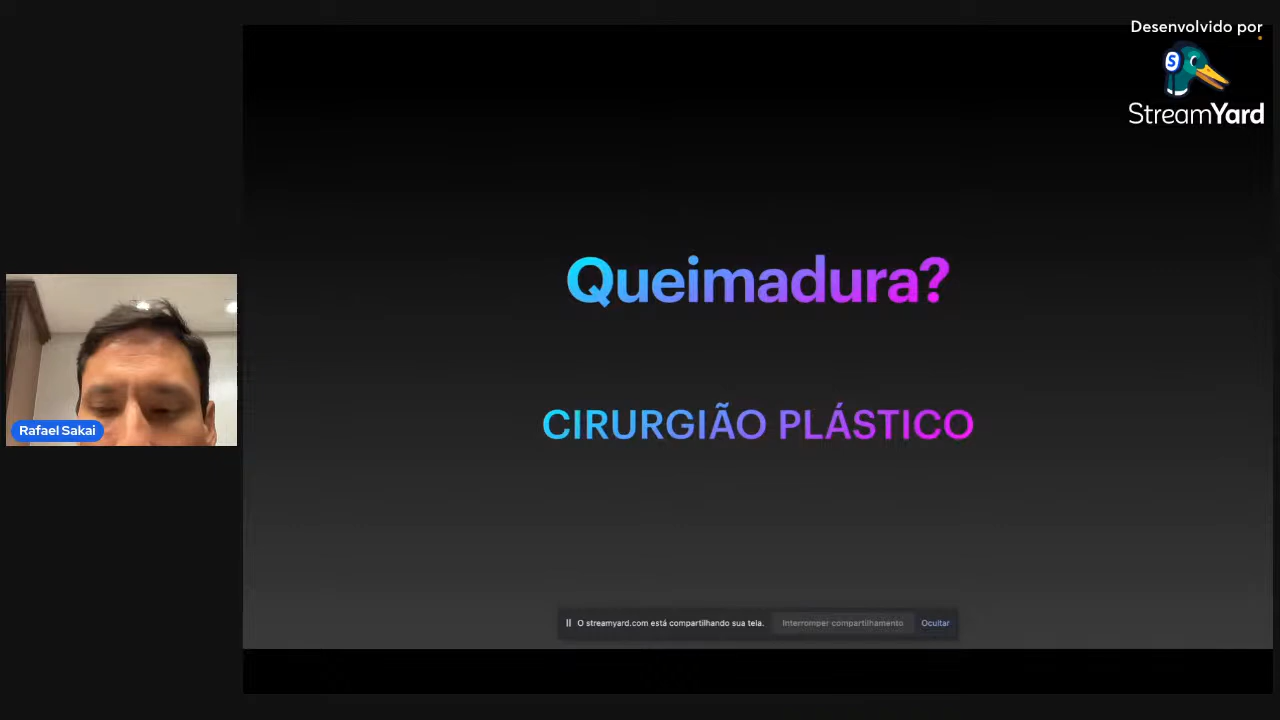 Desenvolvido por
S
StreamYard
Queimadura?
CIRURGIÃO PLÁSTICO
Rafael Sakai
O streamyard.com está compartilhando sua tela. Interromper compartilhamento Ocultar